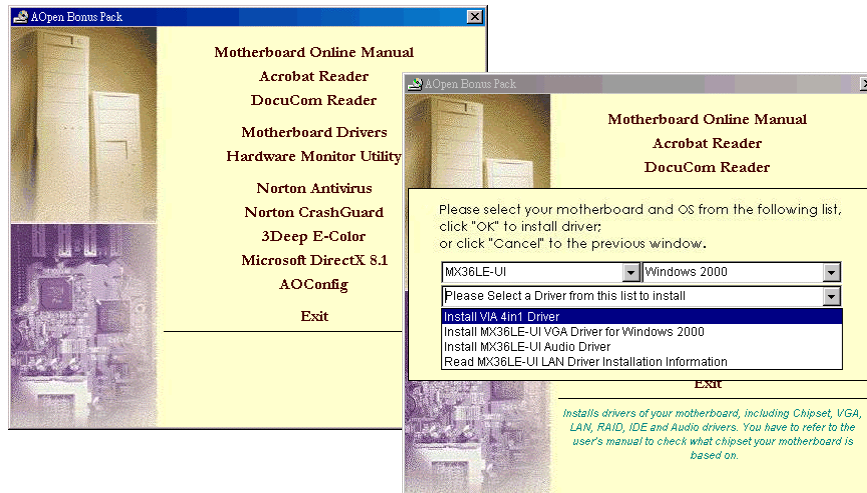 AOpen Bonus Pack
Motherboard Online Manual
Acrobat Reader
DocuCom Reader
Motherboard Drivers
Hardware Monitor Utility
Norton Antivirus
Norton CrashGuard
3Deep E-Color
Microsoft DirectX 8.1
AOConfig
Exit
AOpen Bonus Pack
Motherboard Online Manual
Acrobat Reader
DocuCom Reader
Please select your motherboard and OS from the following list,
click "OK" to install driver;
or click "Cancel" to the previous window.
MX36LE-UI Windows 2000
Please Select a Driver from this list to install
Install VIA 4in1 Driver
Install MX36LE-UI VGA Driver for Windows 2000
Install MX36LE-UI Audio Driver
Read MX36LE-UI LAN Driver Installation Information
Exit
Installs drivers of your motherboard, including Chipset, VGA,
LAN, RAID, IDE and Audio drivers. You have to refer to the
user's manual to check what chipset your motherboard is
based on.